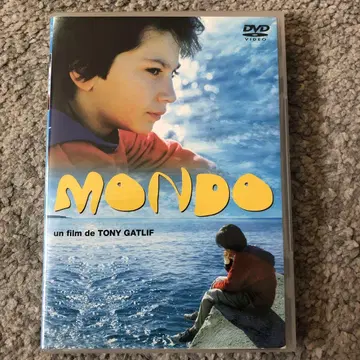 DVD
VIDEO
MONDO
un film de TONY GATLIF